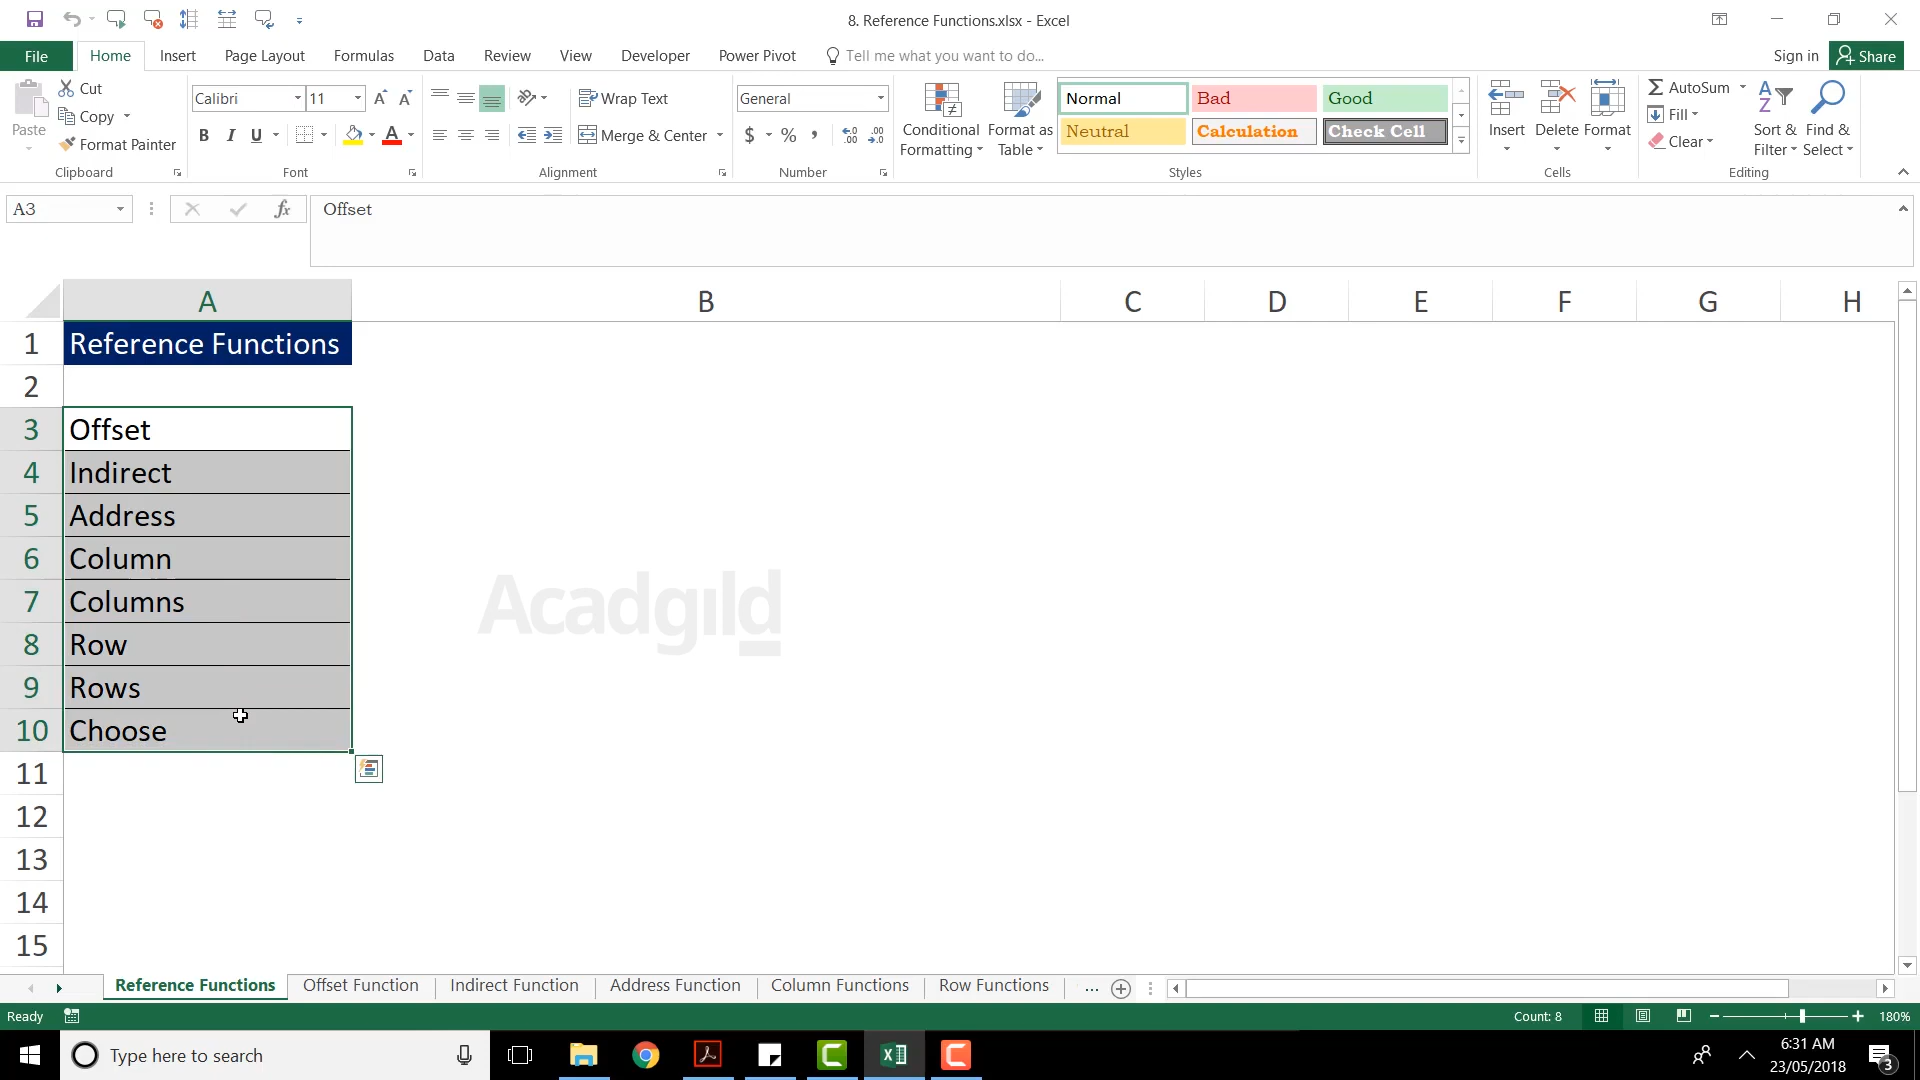 8. Reference Functions.xlsx - Excel
File Home Insert Page Layout Formulas Data Review View Developer Power Pivot Tell me what you want to do... Sign in Share
Paste
Cut
Copy
Format Painter
Clipboard
Calibri 11
B I U
Font
Wrap Text
Merge & Center
Alignment
General
$ % ,
Number
Conditional
Formatting
Format as
Table
Normal Bad Good
Neutral Calculation Check Cell
Styles
Insert Delete Format
Cells
AutoSum
Fill
Clear
Sort &
Filter
Find &
Select
Editing
A3 fx Offset
A B C D E F G H
1 Reference Functions
2
3 Offset
4 Indirect
5 Address
6 Column
7 Columns
8 Row
9 Rows
10 Choose
11
12
13
14
15
Acadgild
Reference Functions Offset Function Indirect Function Address Function Column Functions Row Functions ...
Ready Count: 8 180%
Type here to search
6:31 AM
23/05/2018
3